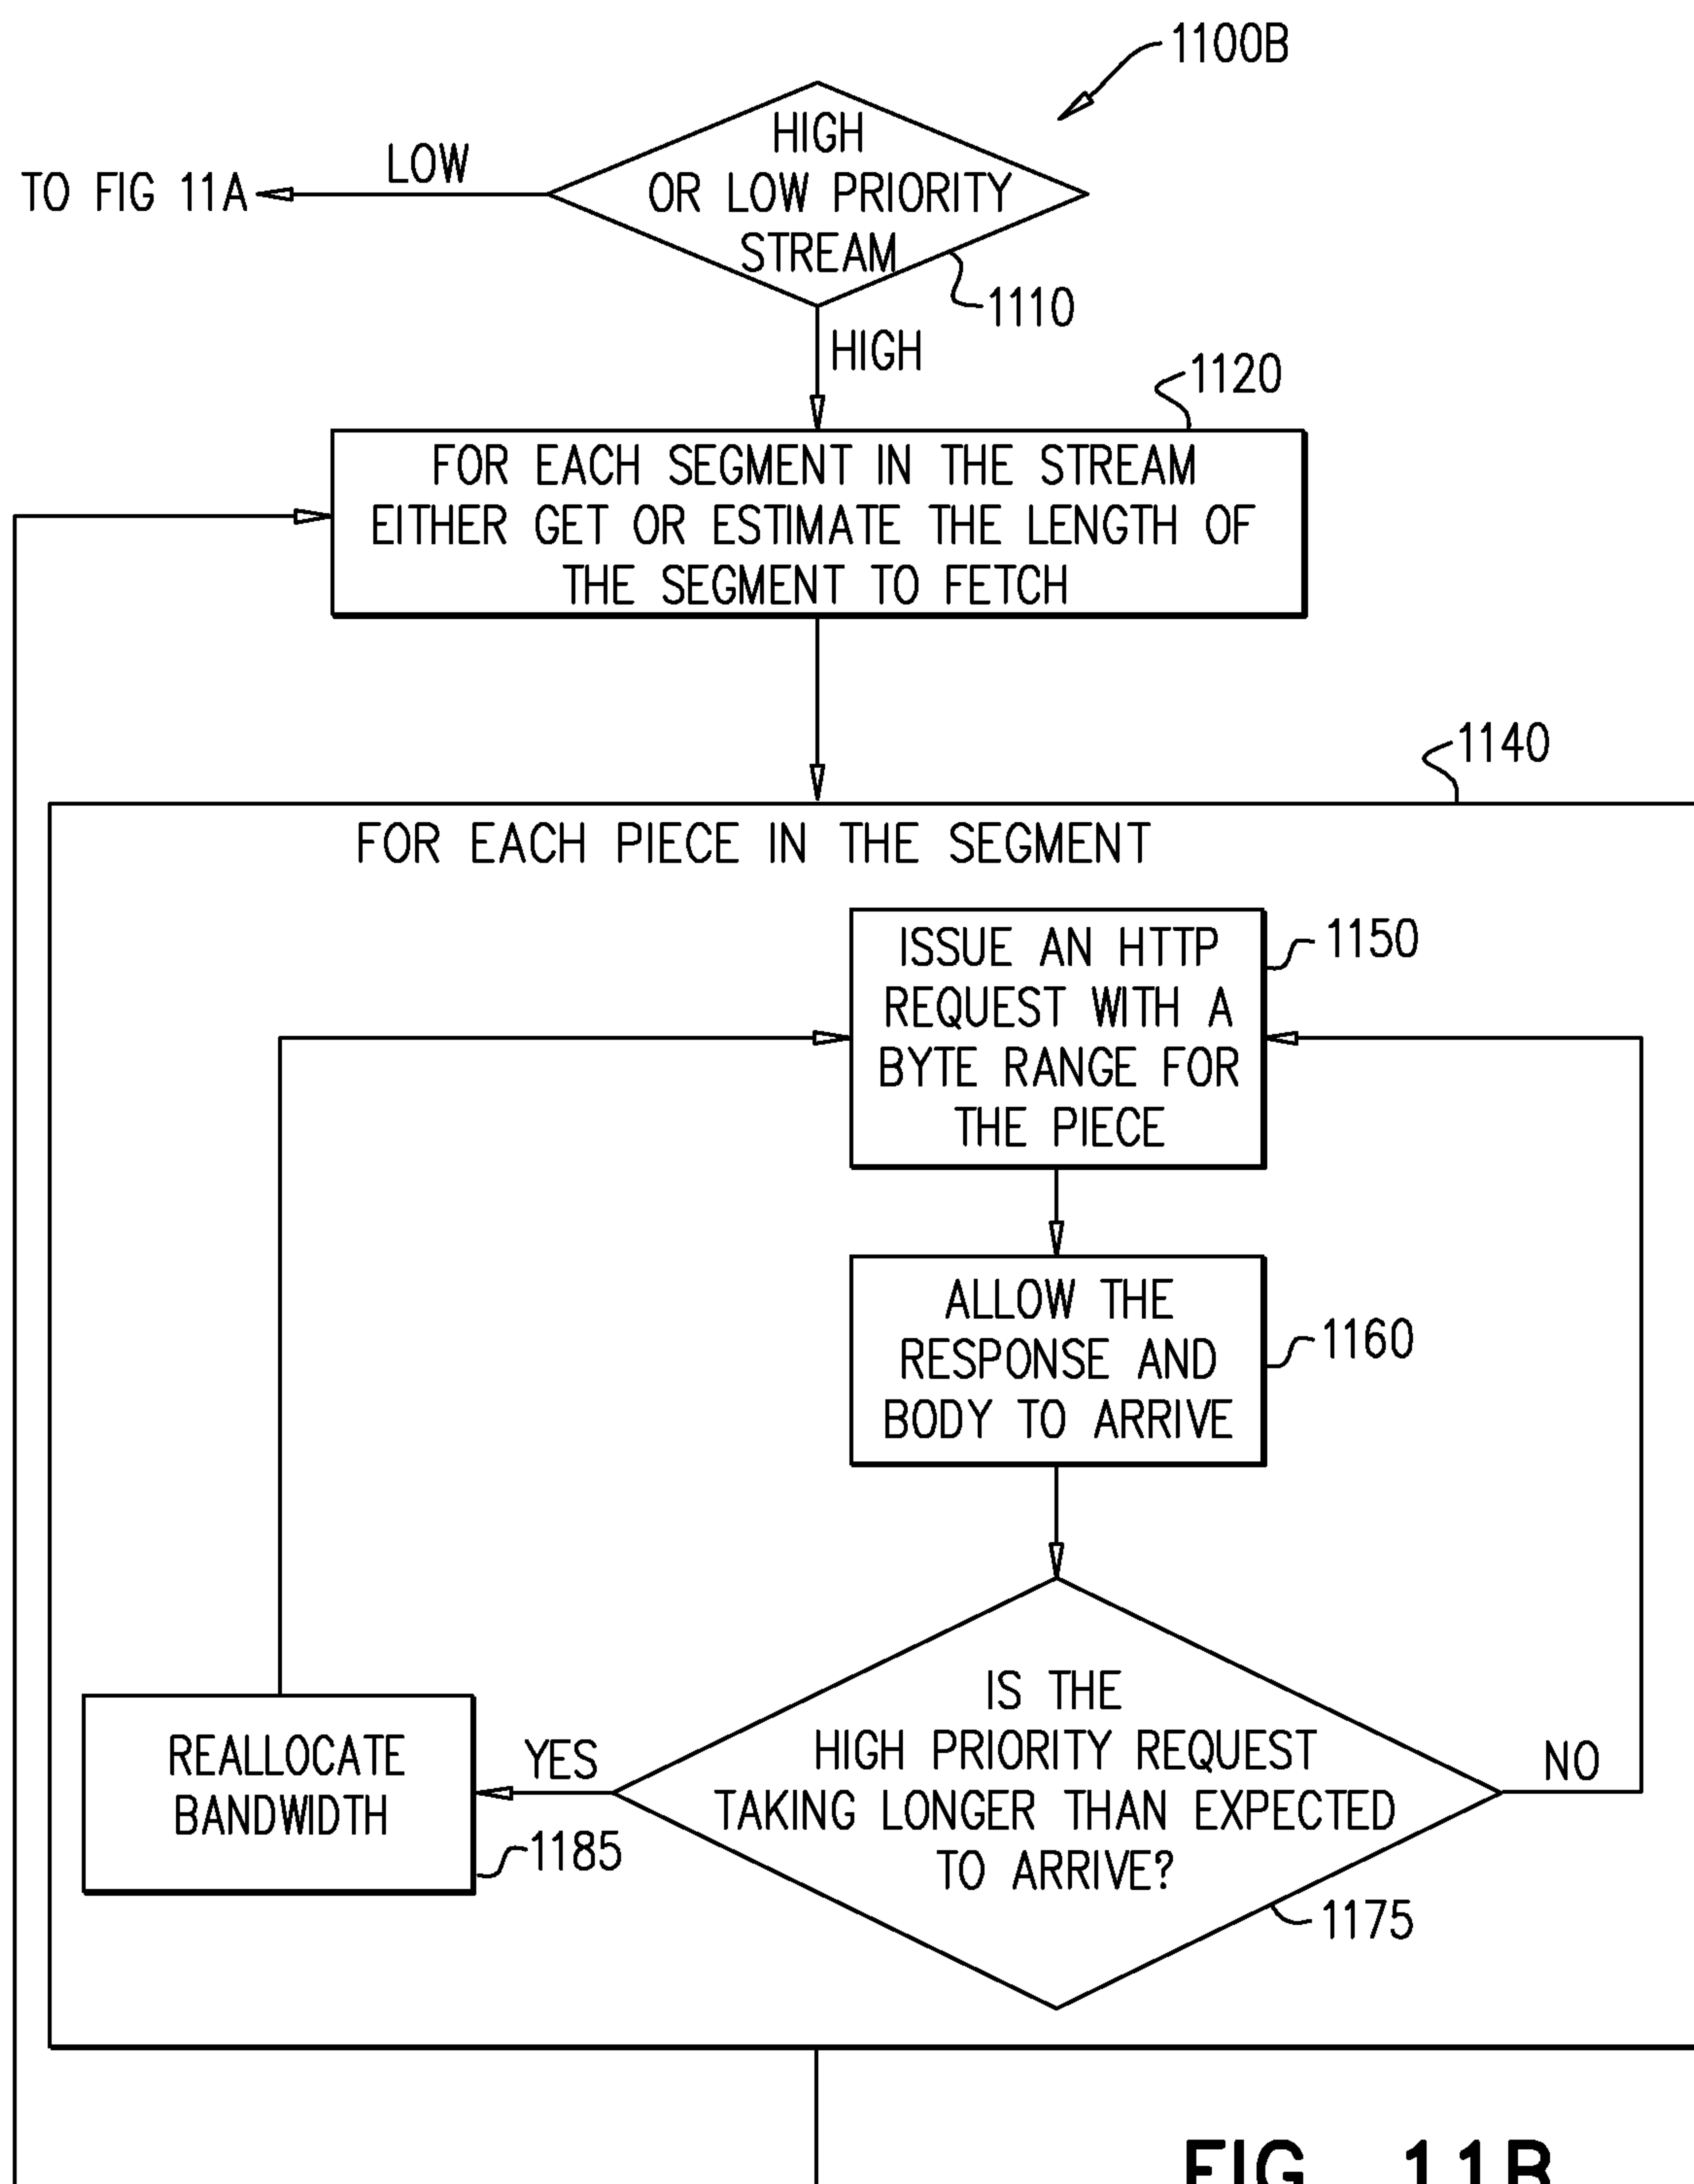 1100B
HIGH
OR LOW PRIORITY
STREAM
LOW
TO FIG 11A
1110
HIGH
1120
FOR EACH SEGMENT IN THE STREAM
EITHER GET OR ESTIMATE THE LENGTH OF
THE SEGMENT TO FETCH
1140
FOR EACH PIECE IN THE SEGMENT
ISSUE AN HTTP
REQUEST WITH A
BYTE RANGE FOR
THE PIECE
1150
ALLOW THE
RESPONSE AND
BODY TO ARRIVE
1160
IS THE
HIGH PRIORITY REQUEST
TAKING LONGER THAN EXPECTED
TO ARRIVE?
YES
NO
REALLOCATE
BANDWIDTH
1185
1175
FIG. 11B